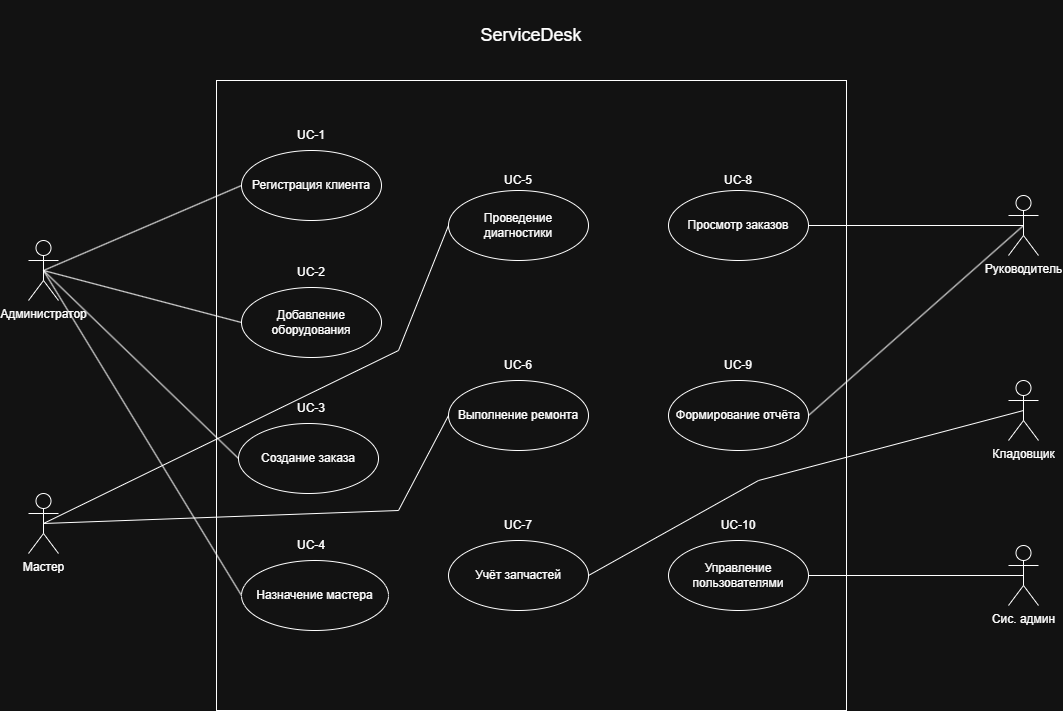 ServiceDesk
UC-1
Регистрация клиента
UC-2
Добавление
оборудования
UC-3
Создание заказа
UC-4
Назначение мастера
UC-5
Проведение
диагностики
UC-6
Выполнение ремонта
UC-7
Учёт запчастей
UC-8
Просмотр заказов
UC-9
Формирование отчёта
UC-10
Управление
пользователями
Администратор
Мастер
Руководитель
Кладовщик
Сис. админ